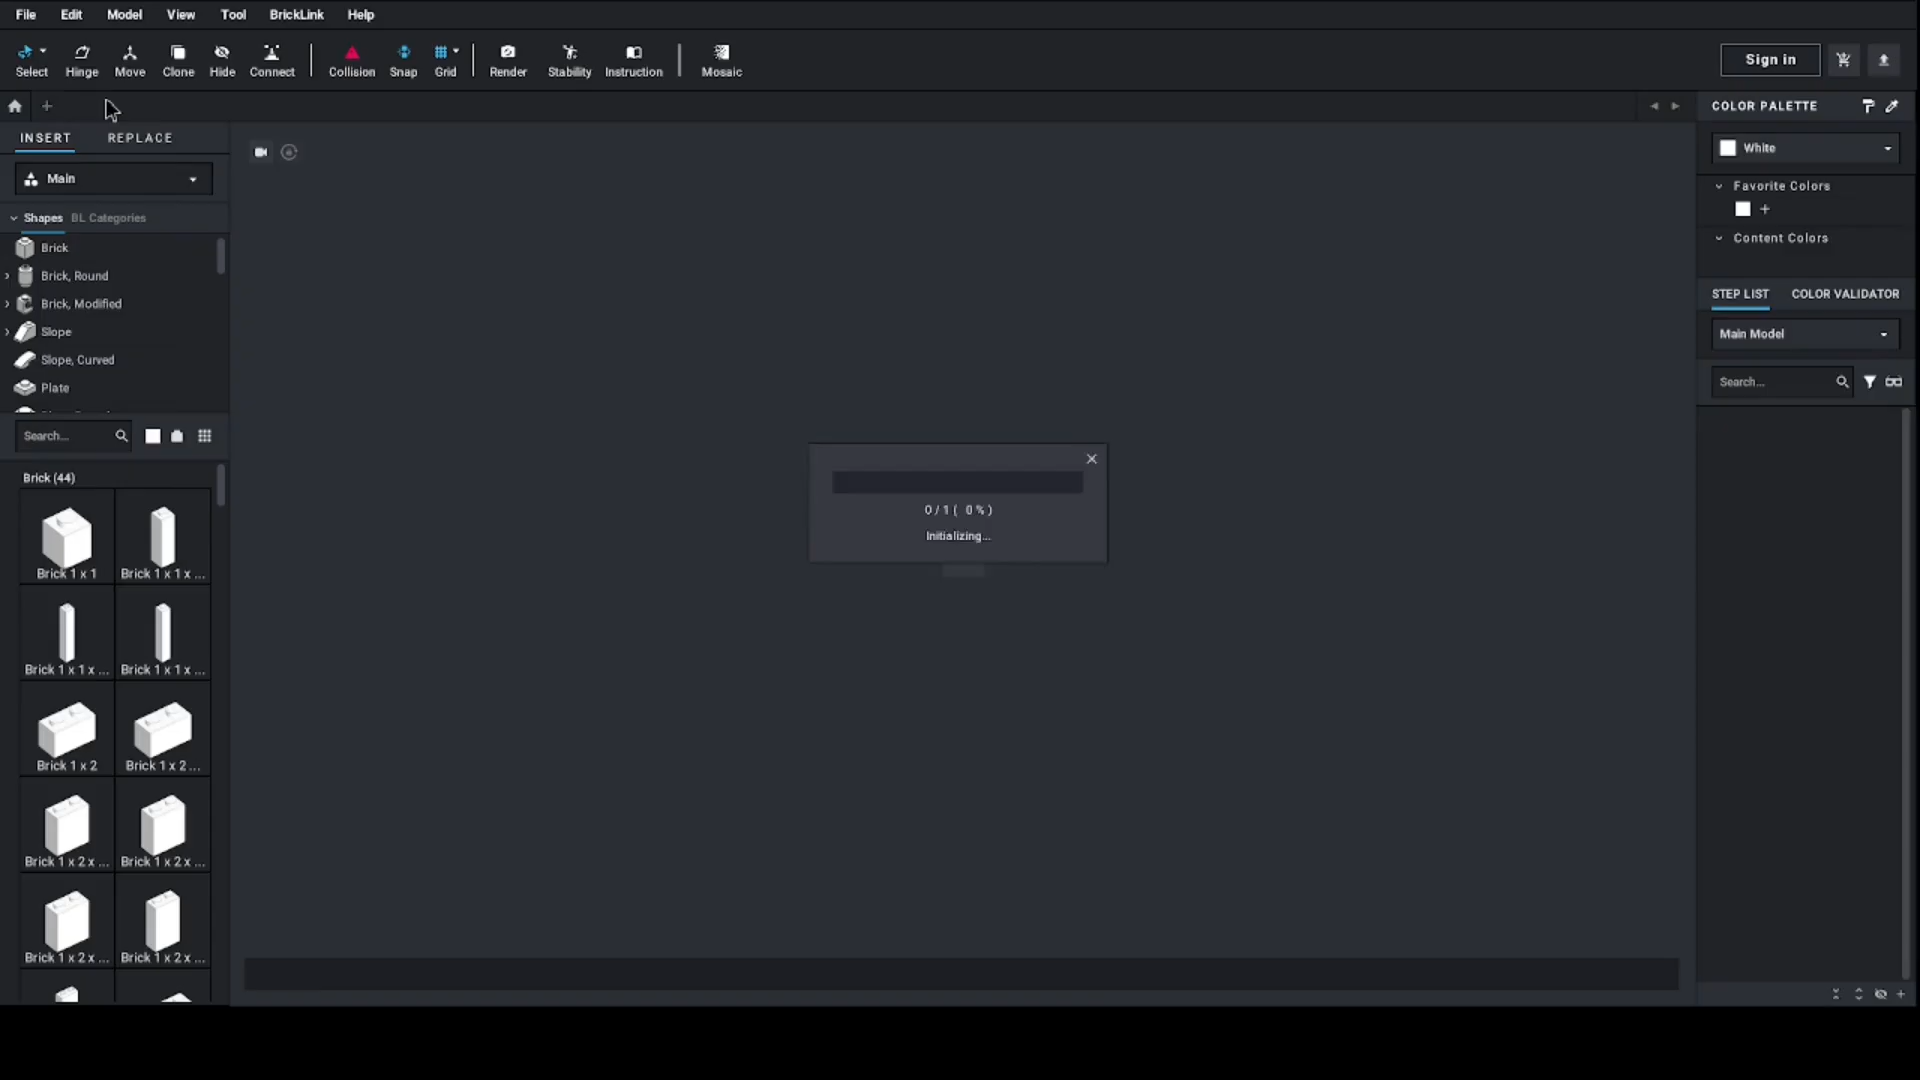 File Edit Model View Tool BrickLink Help
Select Hinge Move Clone Hide Connect Collision Snap Grid Render Stability Instruction Mosaic
Sign in
COLOR PALETTE
INSERT REPLACE
White
Main
Favorite Colors
Shapes BL Categories
Content Colors
Brick
Brick, Round
STEP LIST COLOR VALIDATOR
Brick, Modified
Slope
Main Model
Slope, Curved
Search...
Plate
Search...
Brick (44)
0/1( 0%)
Initializing...
Brick 1 x 1 Brick 1 x 1 x ...
Brick 1 x 1 x ... Brick 1 x 1 x ...
Brick 1 x 2 Brick 1 x 2 ...
Brick 1 x 2 x ... Brick 1 x 2 x ...
Brick 1 x 2 x ... Brick 1 x 2 x ...